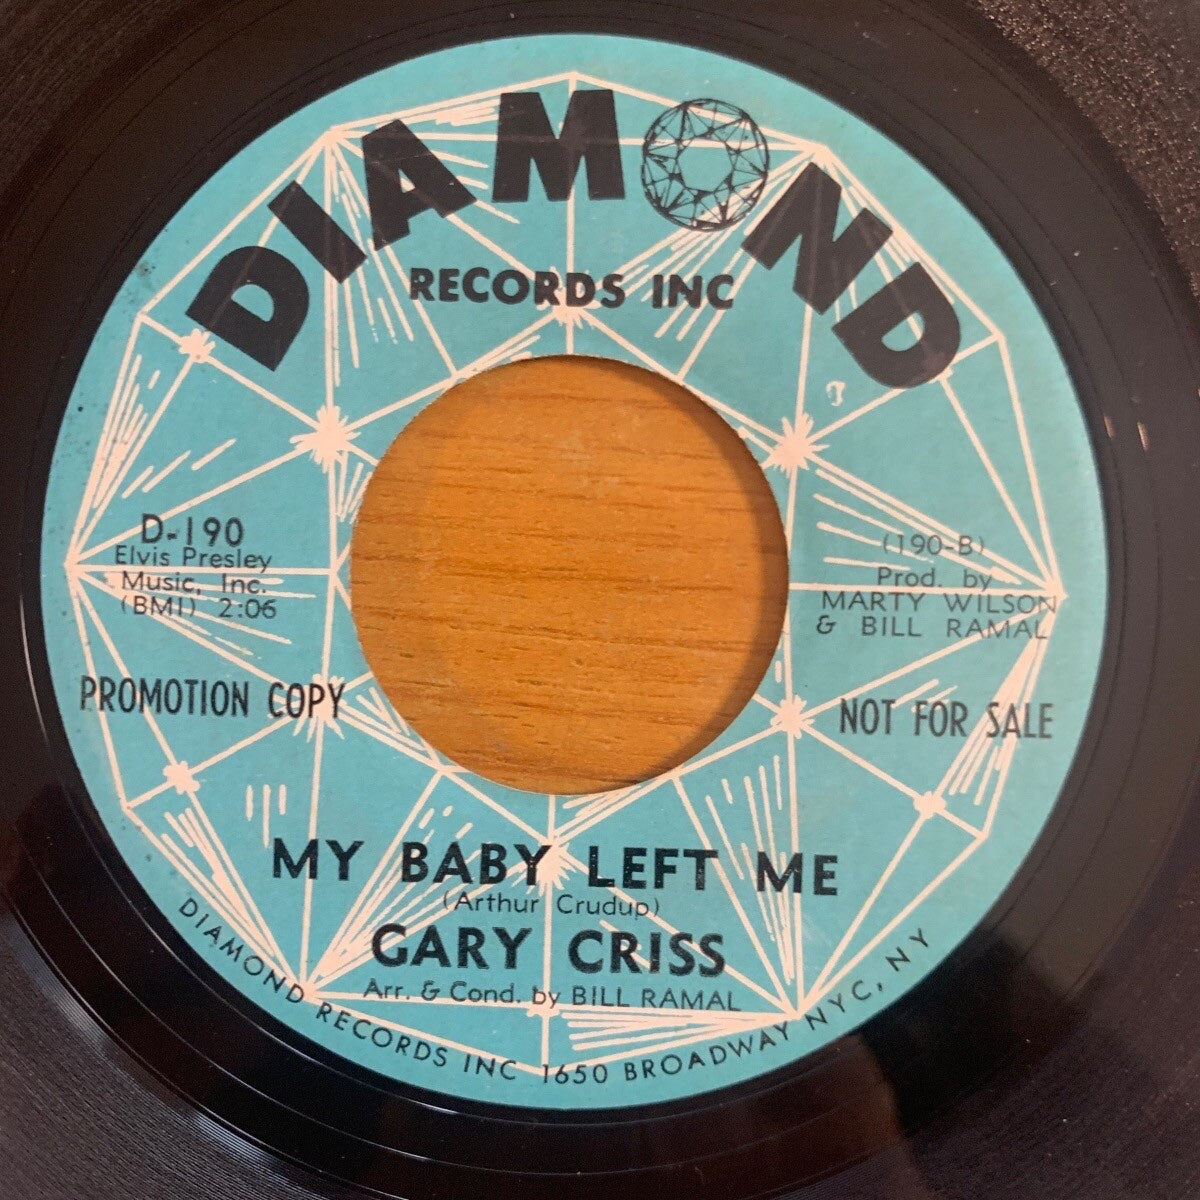 DIAMOND
RECORDS INC
D-190
Elvis Presley
Music, Inc.
(BMI) 2:06
(190-B)
Prod. by
MARTY WILSON
& BILL RAMAL
PROMOTION COPY
NOT FOR SALE
MY BABY LEFT ME
(Arthur Crudup)
GARY CRISS
Arr. & Cond. by BILL RAMAL
DIAMOND RECORDS INC 1650 BROADWAY NYC, NY